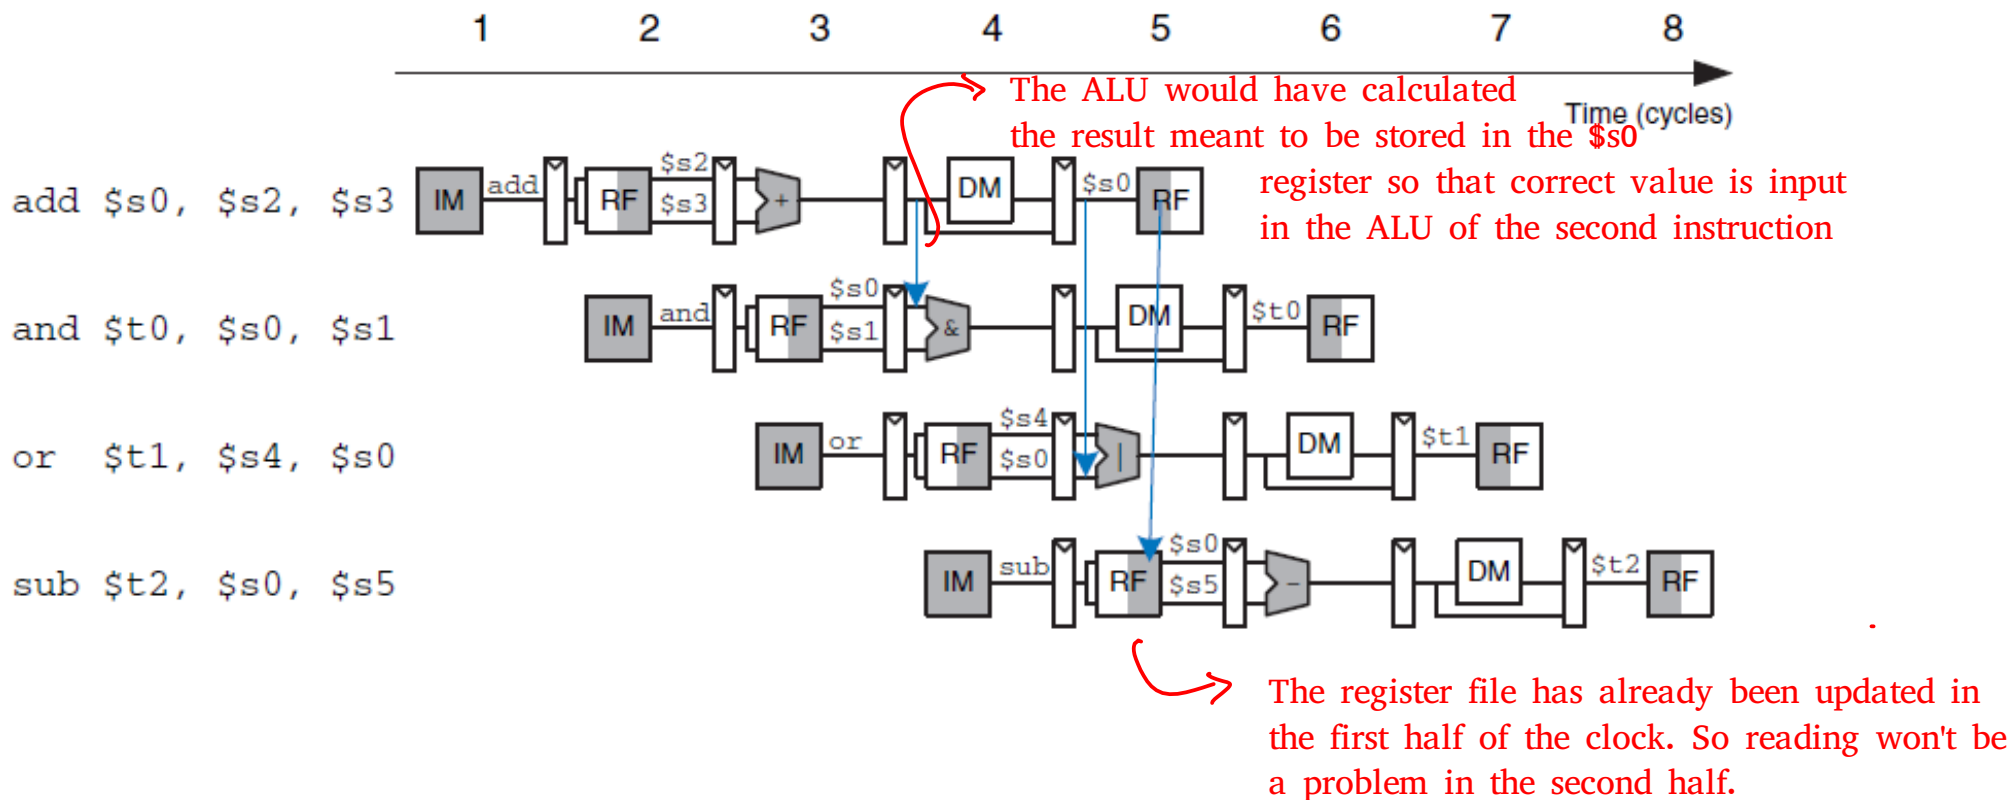 1 2 3 4 5 6 7 8
Time (cycles)
The ALU would have calculated
the result meant to be stored in the $s0
register so that correct value is input
in the ALU of the second instruction
add $s0, $s2, $s3 IM add RF $s2 $s3 + DM $s0 RF
and $t0, $s0, $s1 IM and RF $s0 $s1 & DM $t0 RF
or $t1, $s4, $s0 IM or RF $s4 $s0 | DM $t1 RF
sub $t2, $s0, $s5 IM sub RF $s0 $s5 - DM $t2 RF
The register file has already been updated in
the first half of the clock. So reading won't be
a problem in the second half.